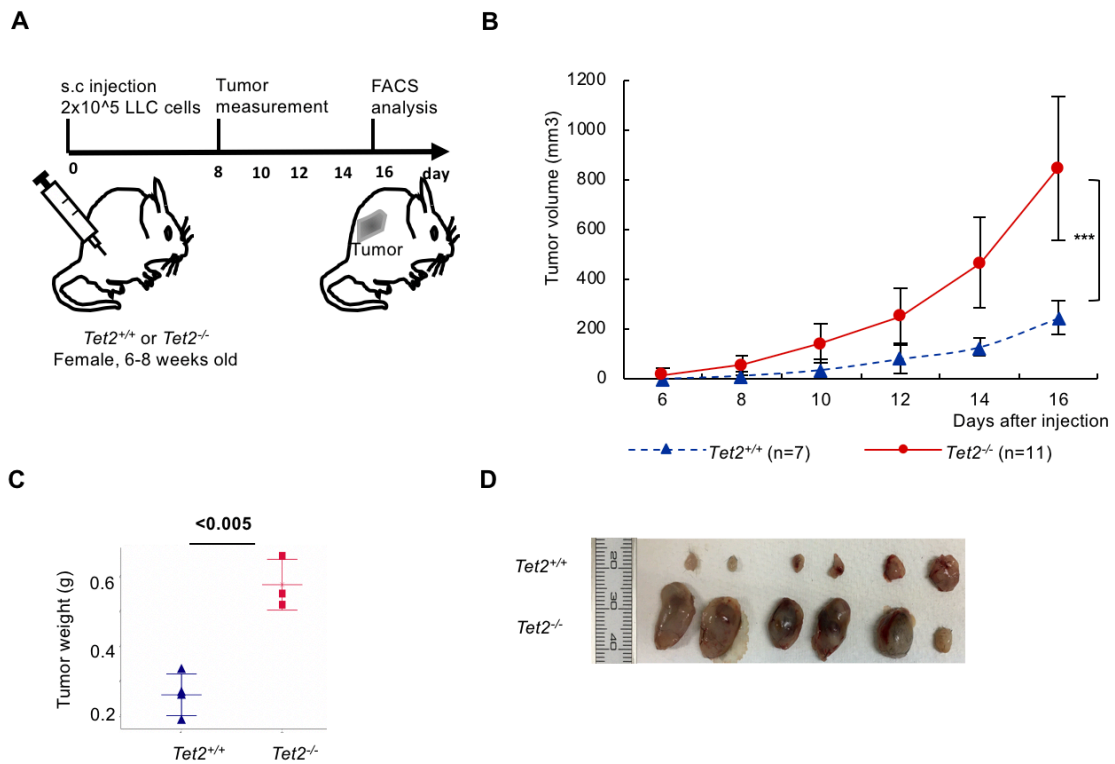 A
s.c injection
2x10^5 LLC cells
Tumor
measurement
FACS
analysis
0 8 10 12 14 16 day
Tumor
Tet2+/+ or Tet2-/-
Female, 6-8 weeks old
B
Tumor volume (mm3)
1200
1000
800
600
400
200
0
***
6 8 10 12 14 16
Days after injection
Tet2+/+ (n=7) Tet2-/- (n=11)
C
<0.005
Tumor weight (g)
0.6
0.4
0.2
Tet2+/+ Tet2-/-
D
Tet2+/+
Tet2-/-
20
30
40